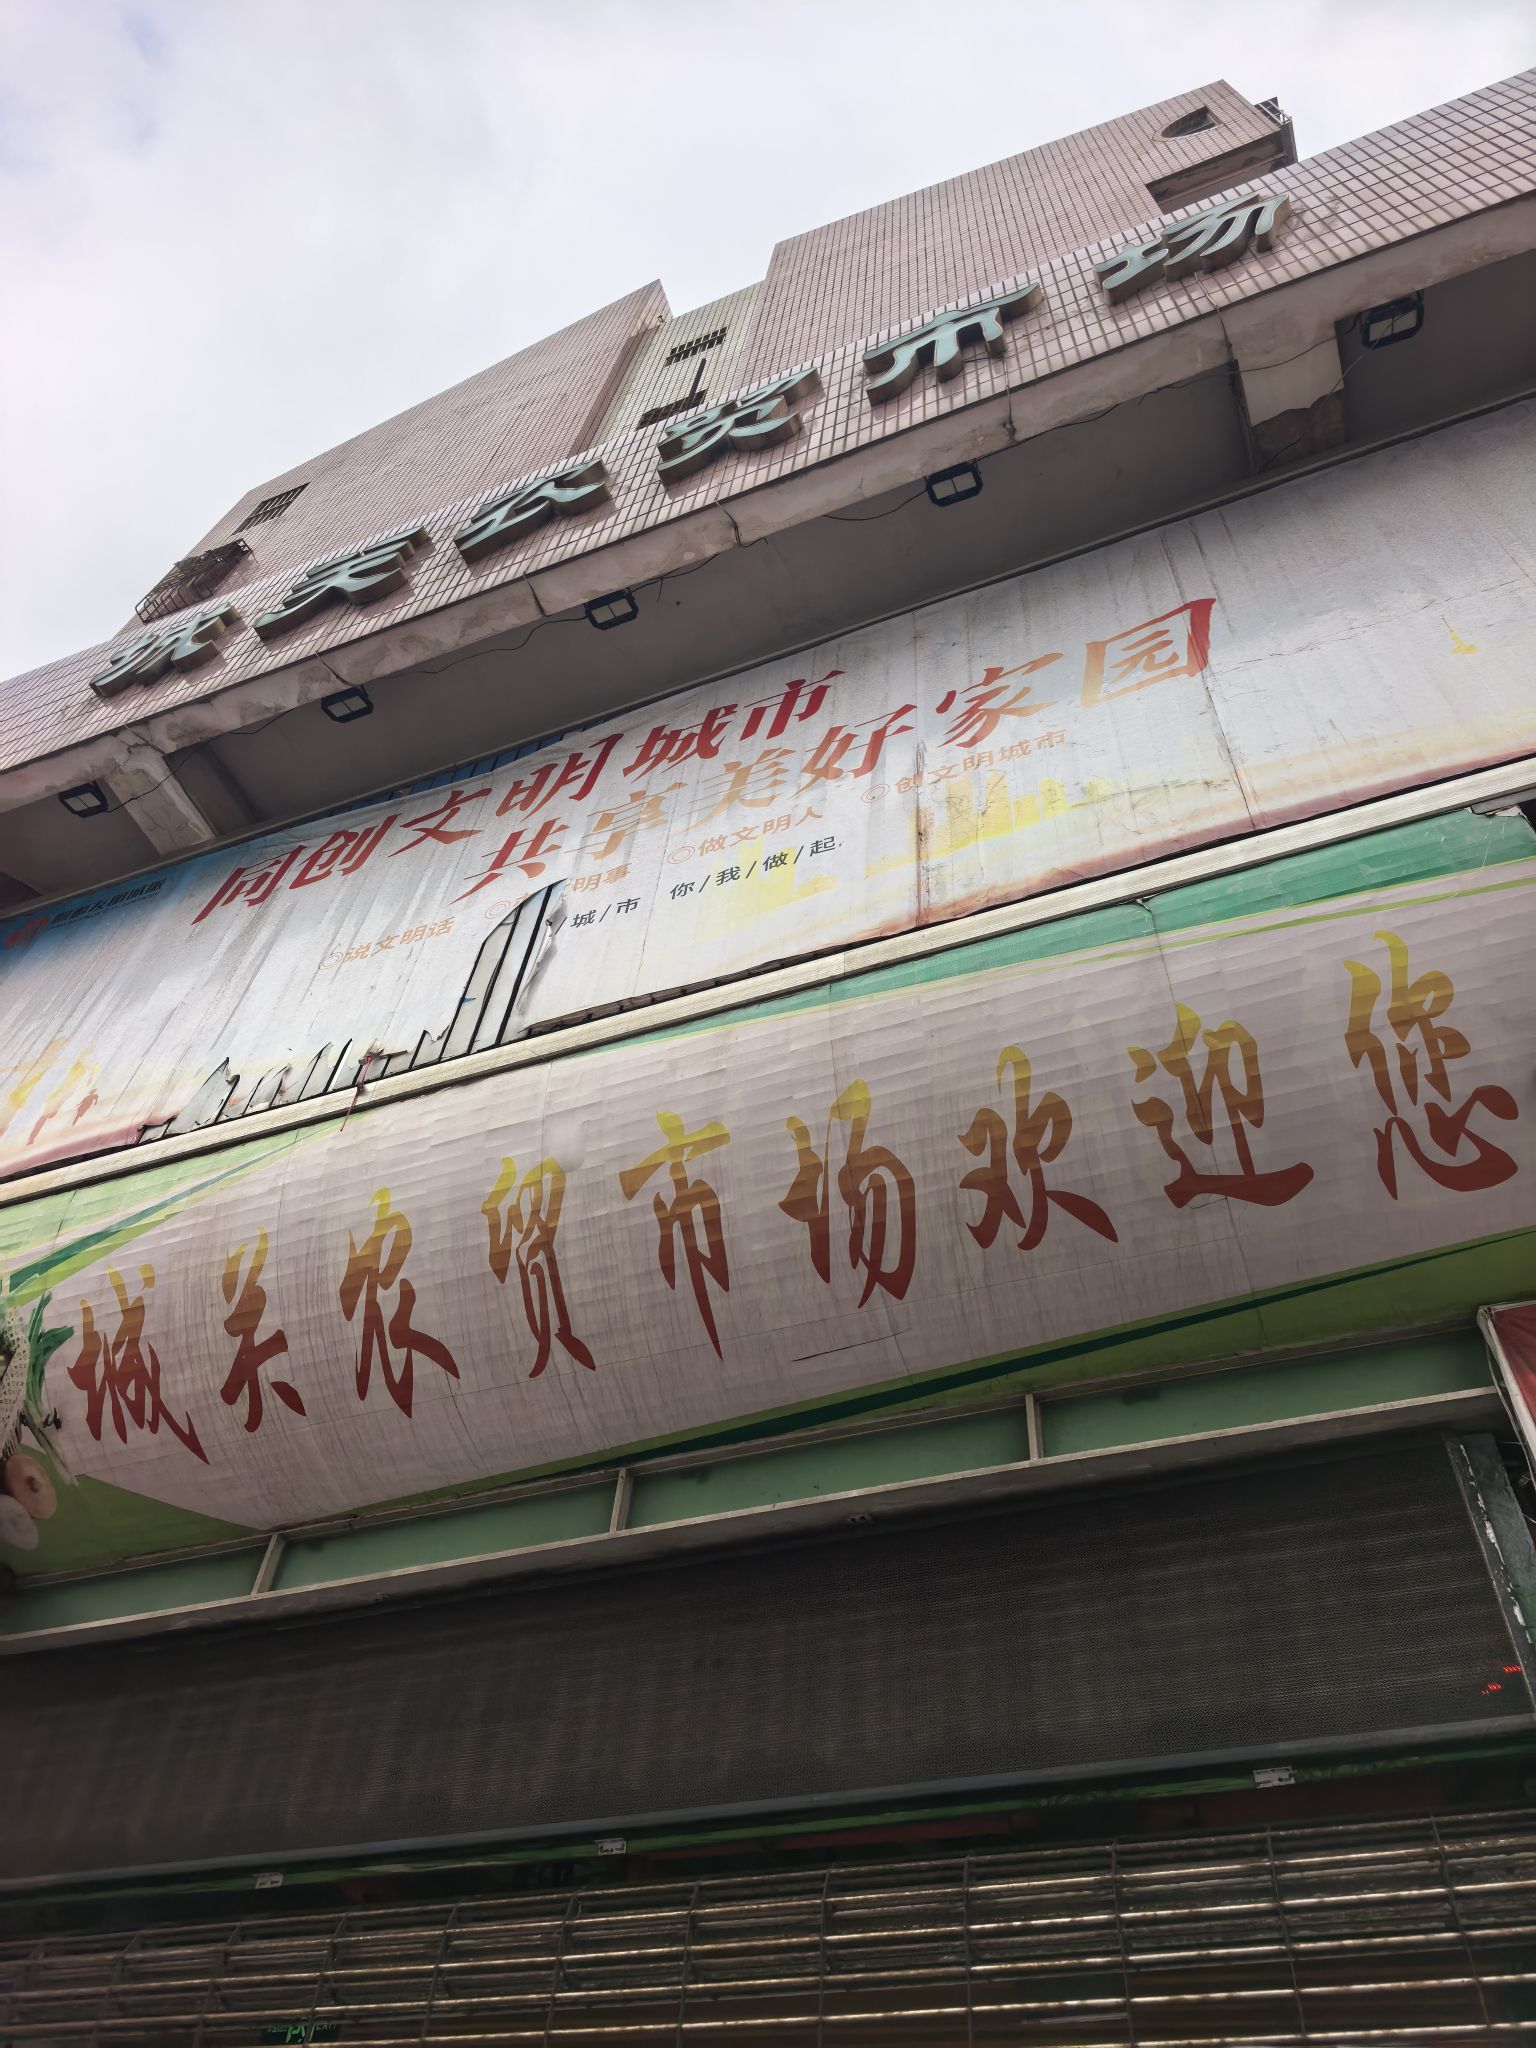 城关农贸市场
同创文明城市
共享美好家园
◎说文明话 ◎ 明事 ◎做文明人 ◎创文明城市
/城/市 你/我/做/起
城关农贸市场欢迎您